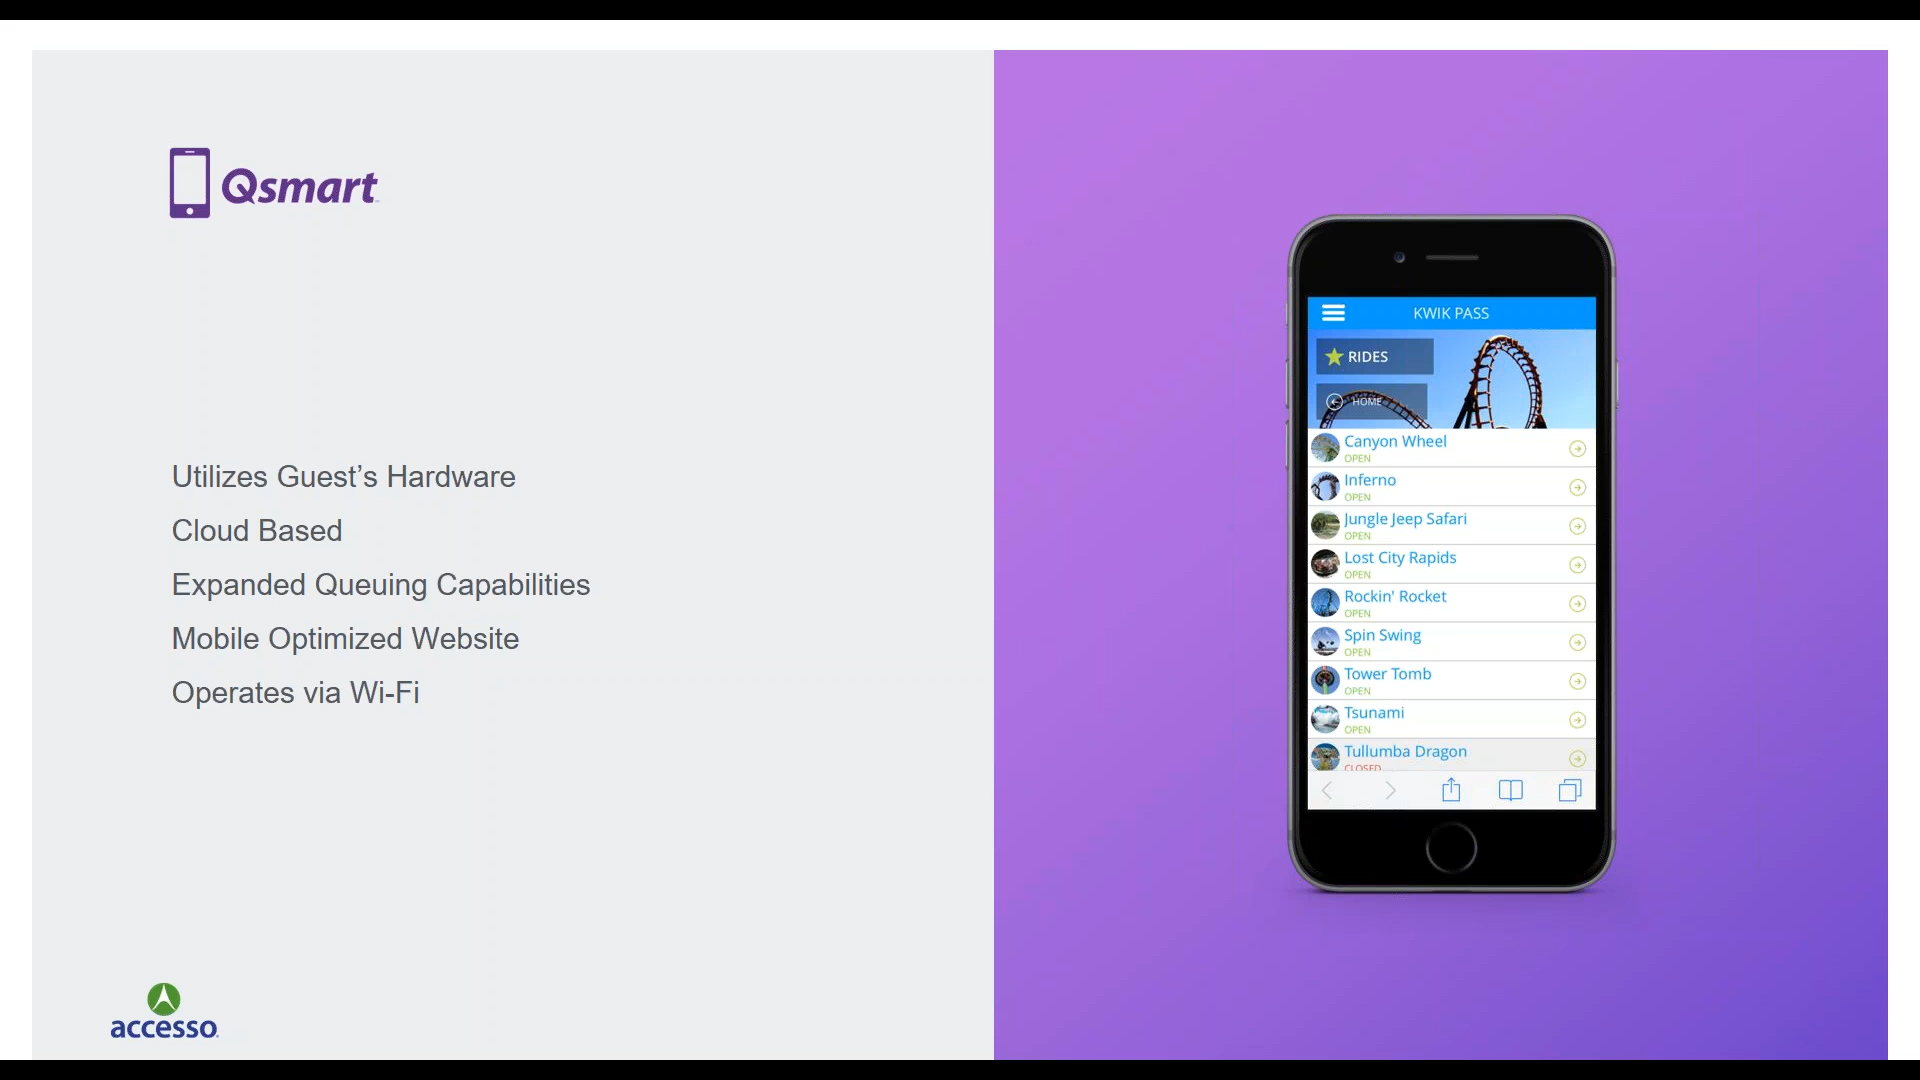 Qsmart
Utilizes Guest’s Hardware
Cloud Based
Expanded Queuing Capabilities
Mobile Optimized Website
Operates via Wi-Fi
accesso
KWIK PASS
RIDES
HOME
Canyon Wheel
OPEN
Inferno
OPEN
Jungle Jeep Safari
OPEN
Lost City Rapids
OPEN
Rockin' Rocket
OPEN
Spin Swing
OPEN
Tower Tomb
OPEN
Tsunami
OPEN
Tullumba Dragon
CLOSED